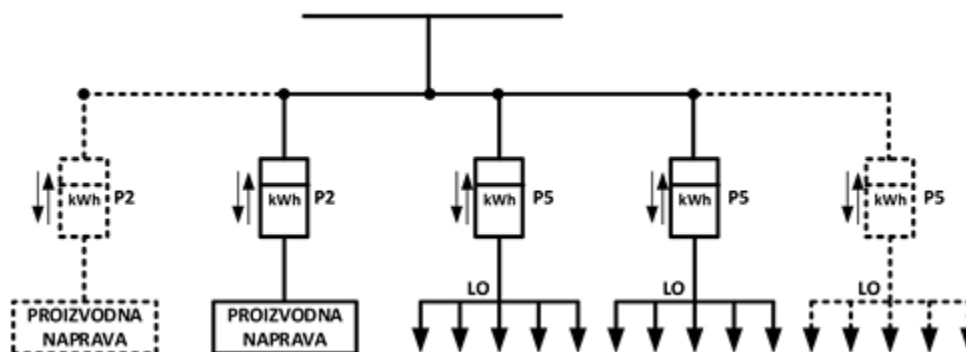 kWh P2
kWh P2
kWh P5
kWh P5
kWh P5
LO
LO
LO
PROIZVODNA
NAPRAVA
PROIZVODNA
NAPRAVA